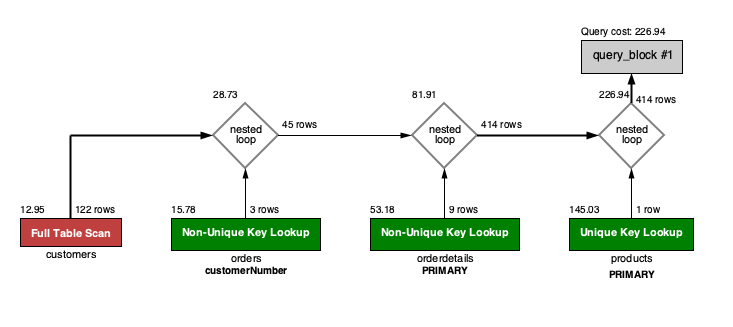 Query cost: 226.94
query_block #1
28.73
81.91
226.94
414 rows
nested
loop
45 rows
nested
loop
414 rows
nested
loop
12.95
122 rows
15.78
3 rows
53.18
9 rows
145.03
1 row
Full Table Scan
Non-Unique Key Lookup
Non-Unique Key Lookup
Unique Key Lookup
customers
orders
customerNumber
orderdetails
PRIMARY
products
PRIMARY